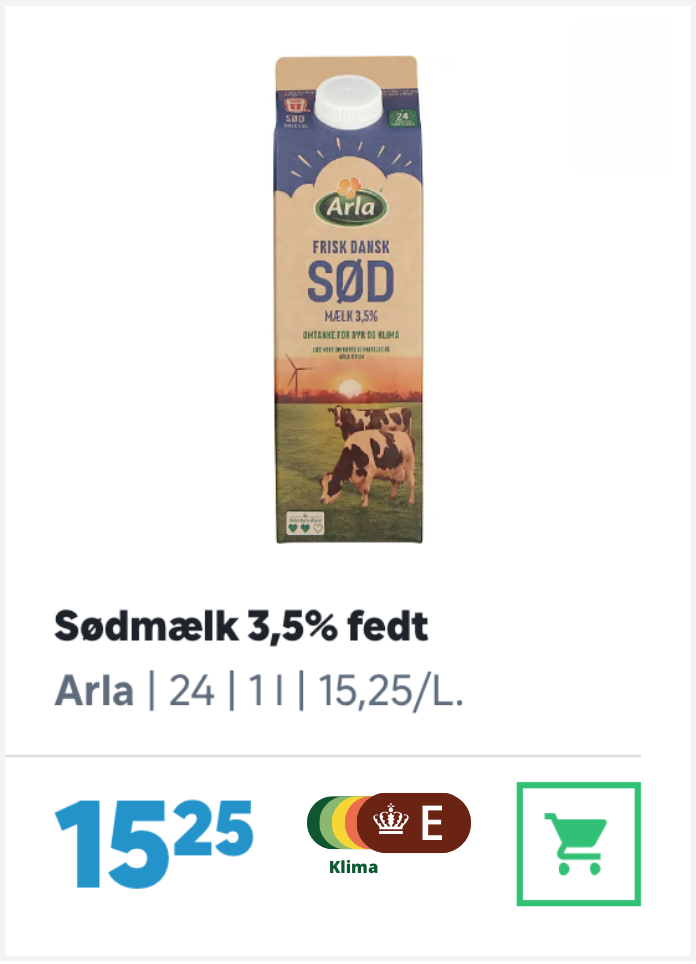 SØD
24
Arla
FRISK DANSK
SØD
MÆLK 3,5%
OMTANKE FOR DYR OG KLIMA
Sødmælk 3,5% fedt
Arla | 24 | 1 l | 15,25/L.
15 25
E
Klima